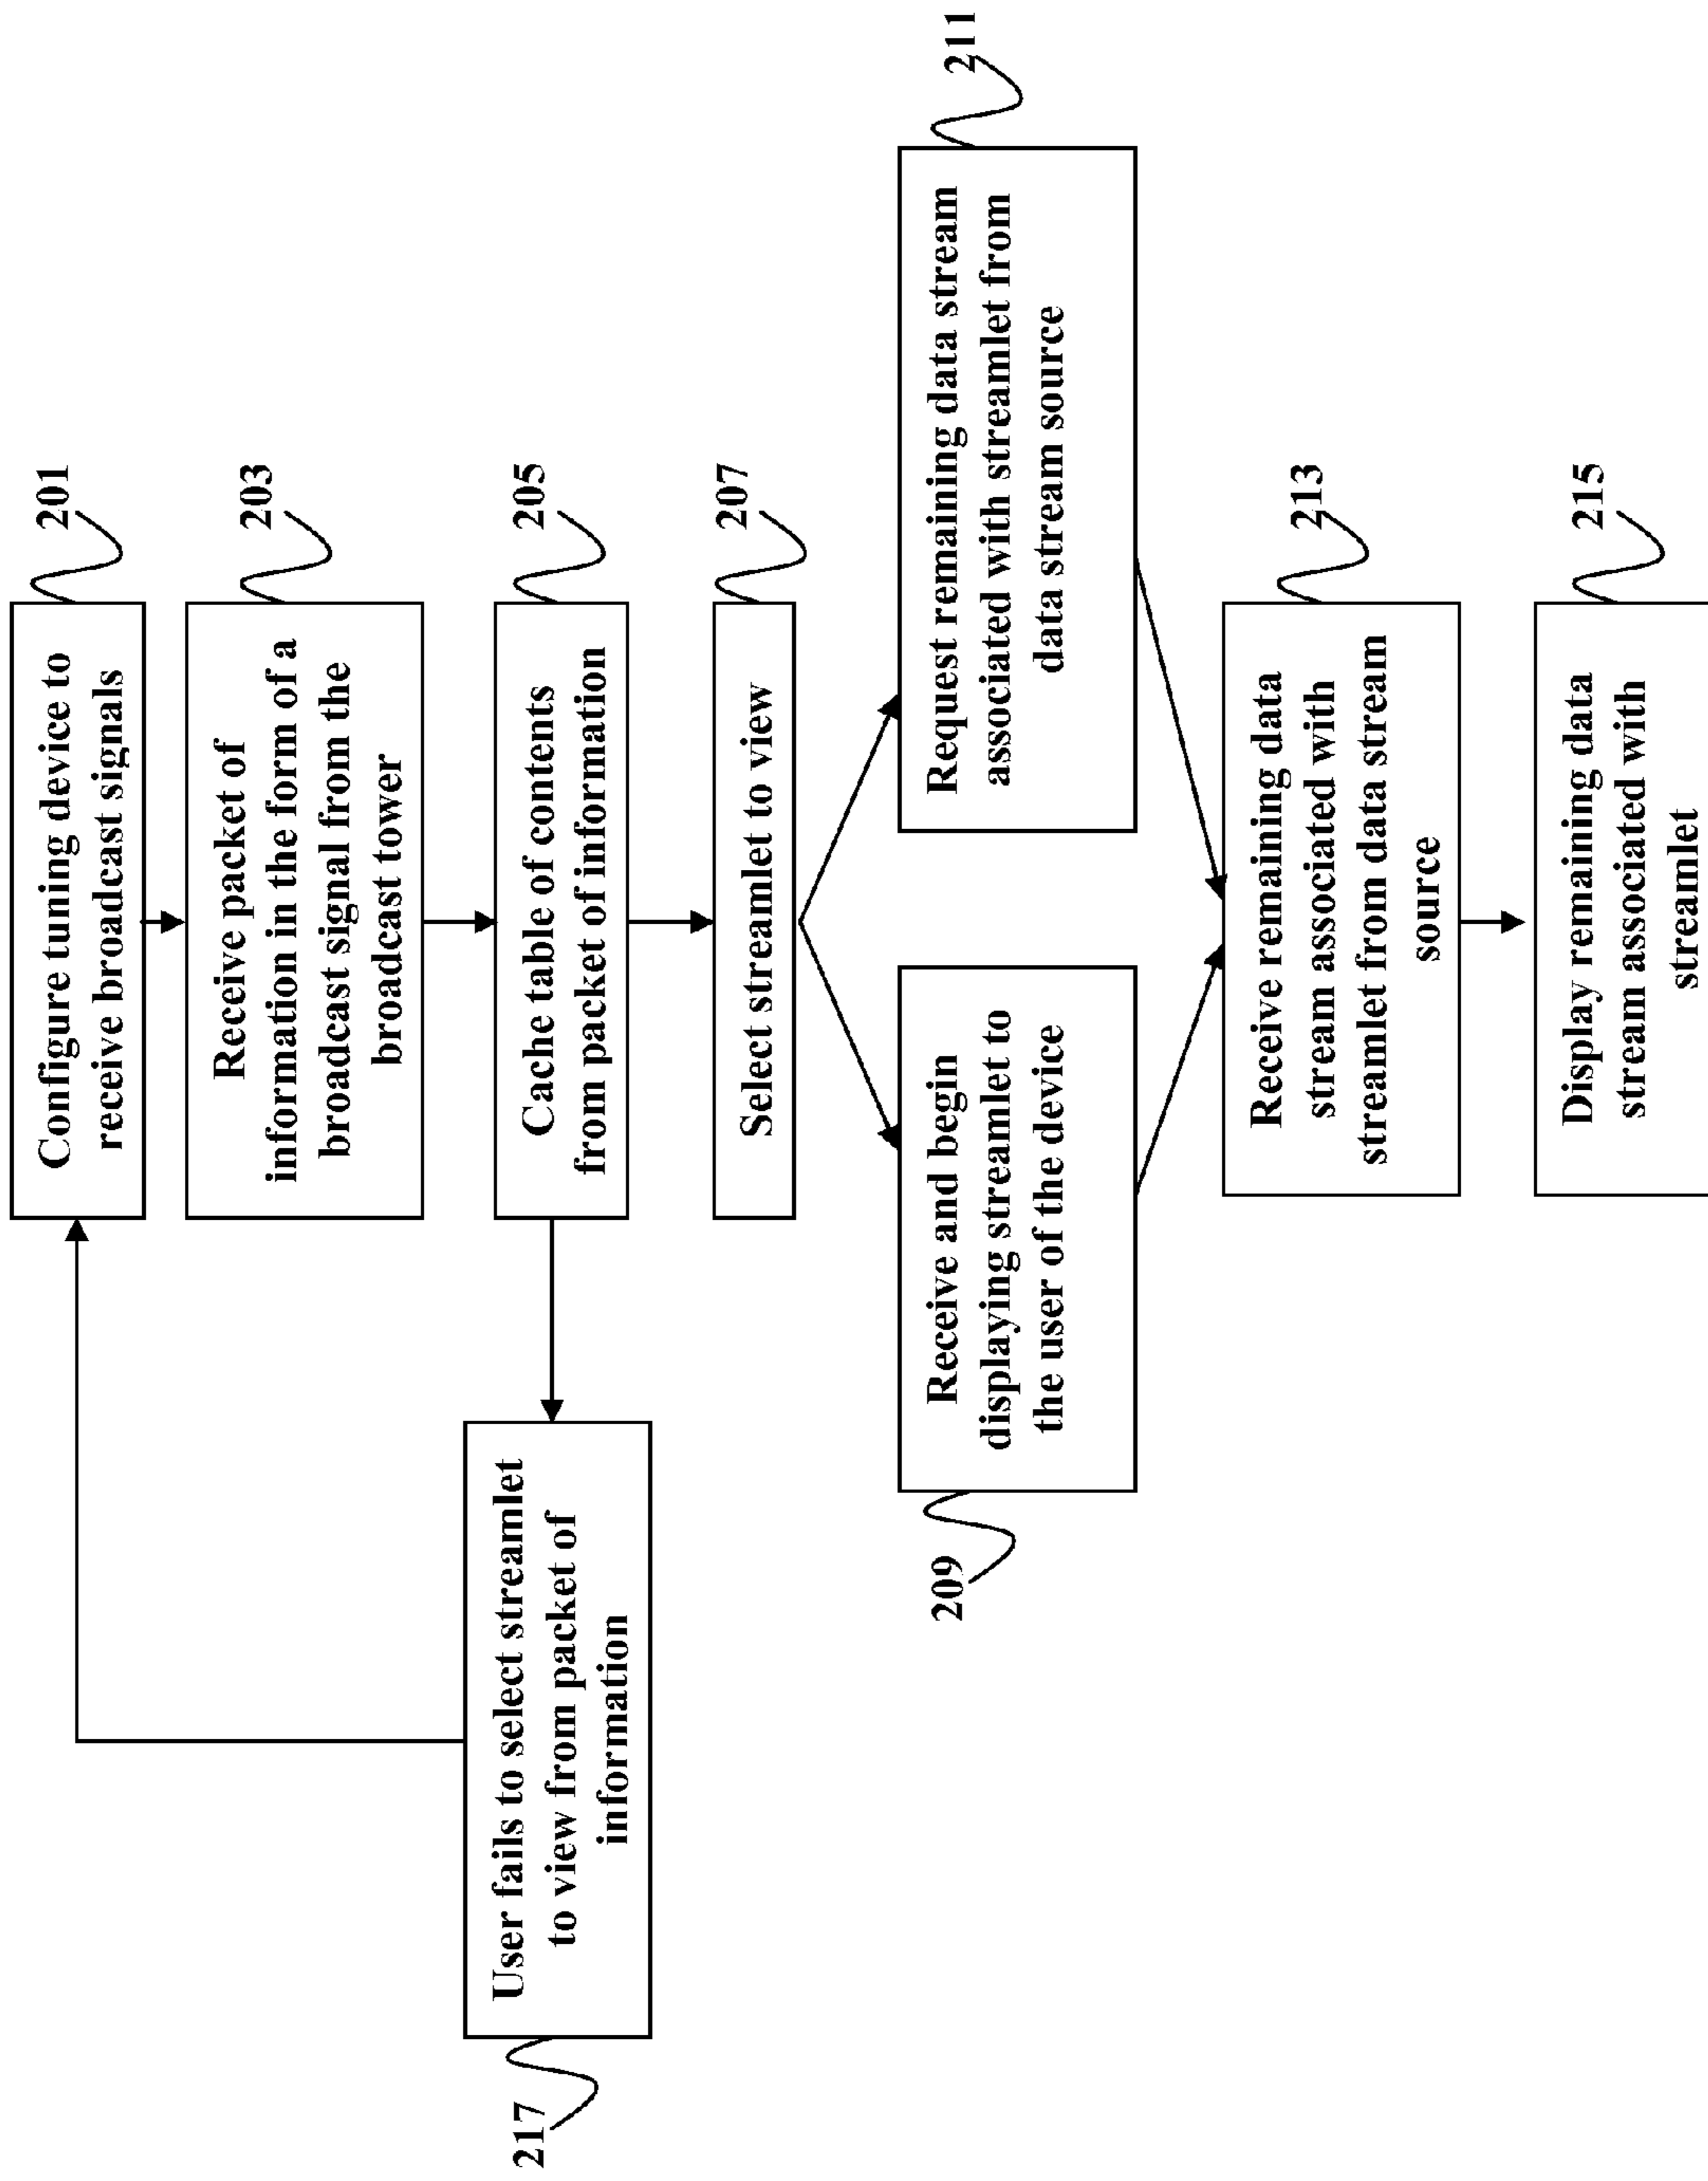 Configure tuning device to
receive broadcast signals
201
Receive packet of
information in the form of a
broadcast signal from the
broadcast tower
203
Cache table of contents
from packet of information
205
User fails to select streamlet
to view from packet of
information
217
Select streamlet to view
207
Receive and begin
displaying streamlet to
the user of the device
209
Request remaining data stream
associated with streamlet from
data stream source
211
Receive remaining data
stream associated with
streamlet from data stream
source
213
Display remaining data
stream associated with
streamlet
215